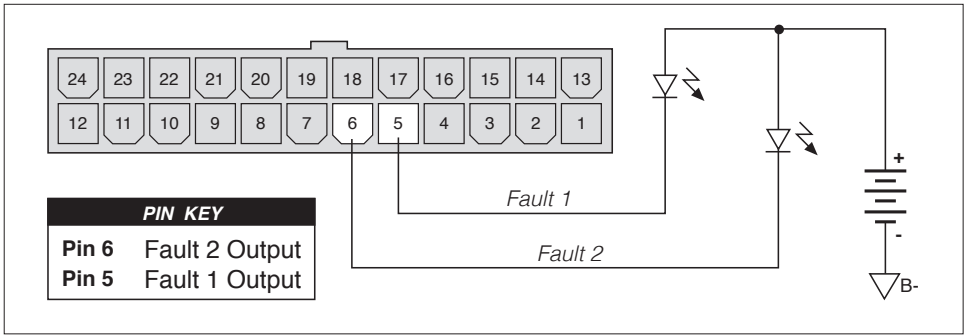 24 23 22 21 20 19 18 17 16 15 14 13
12 11 10 9 8 7 6 5 4 3 2 1
Fault 1
Fault 2
+
-
B-
PIN KEY
Pin 6 Fault 2 Output
Pin 5 Fault 1 Output